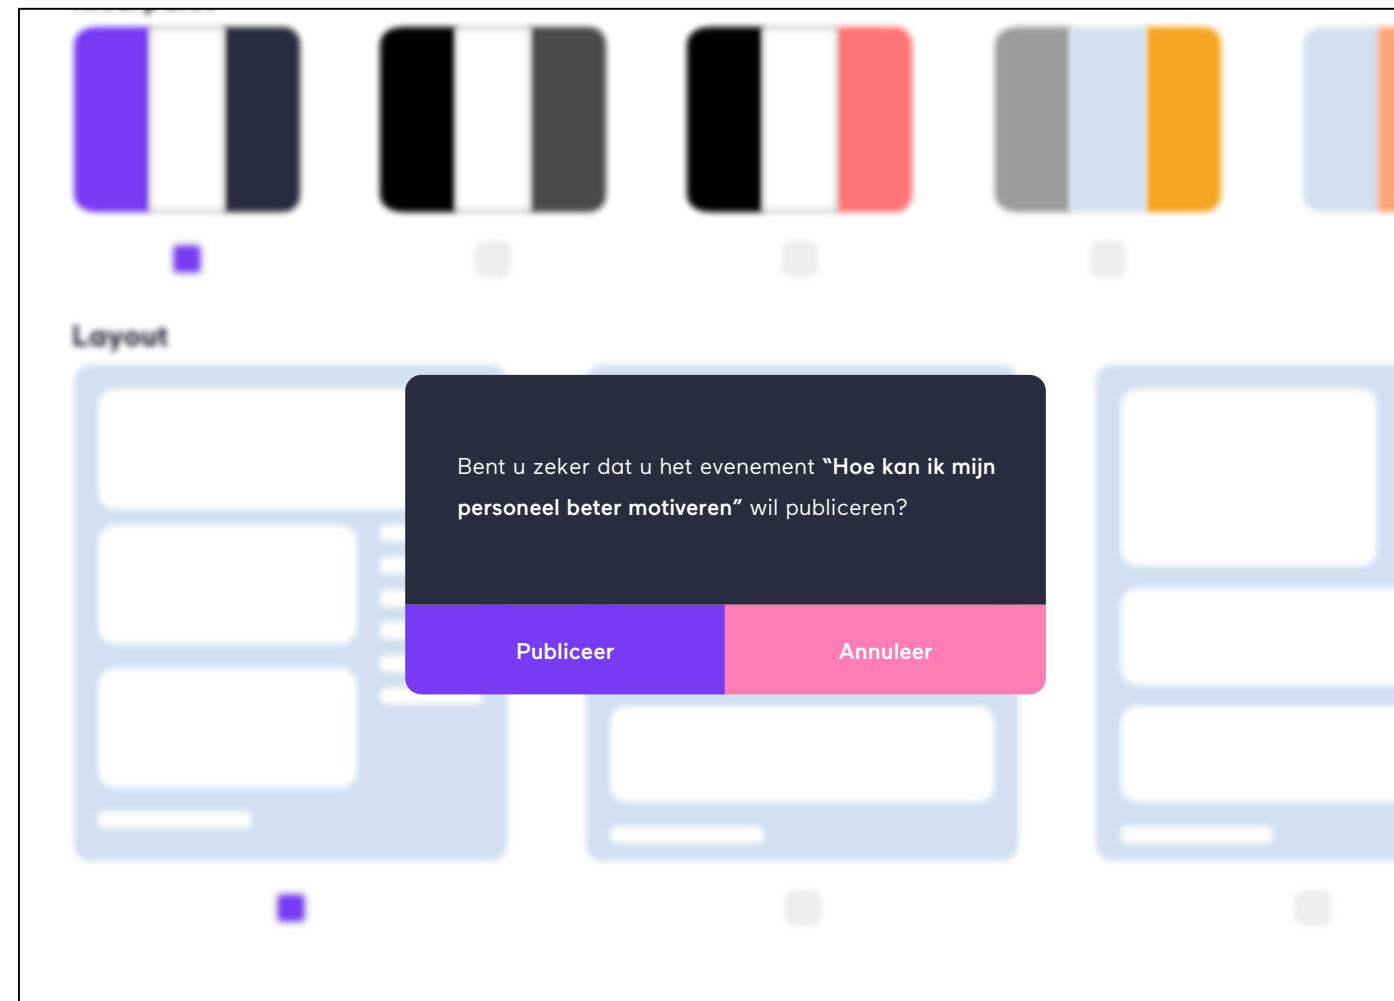 Layout
Bent u zeker dat u het evenement “Hoe kan ik mijn
personeel beter motiveren” wil publiceren?
Publiceer
Annuleer